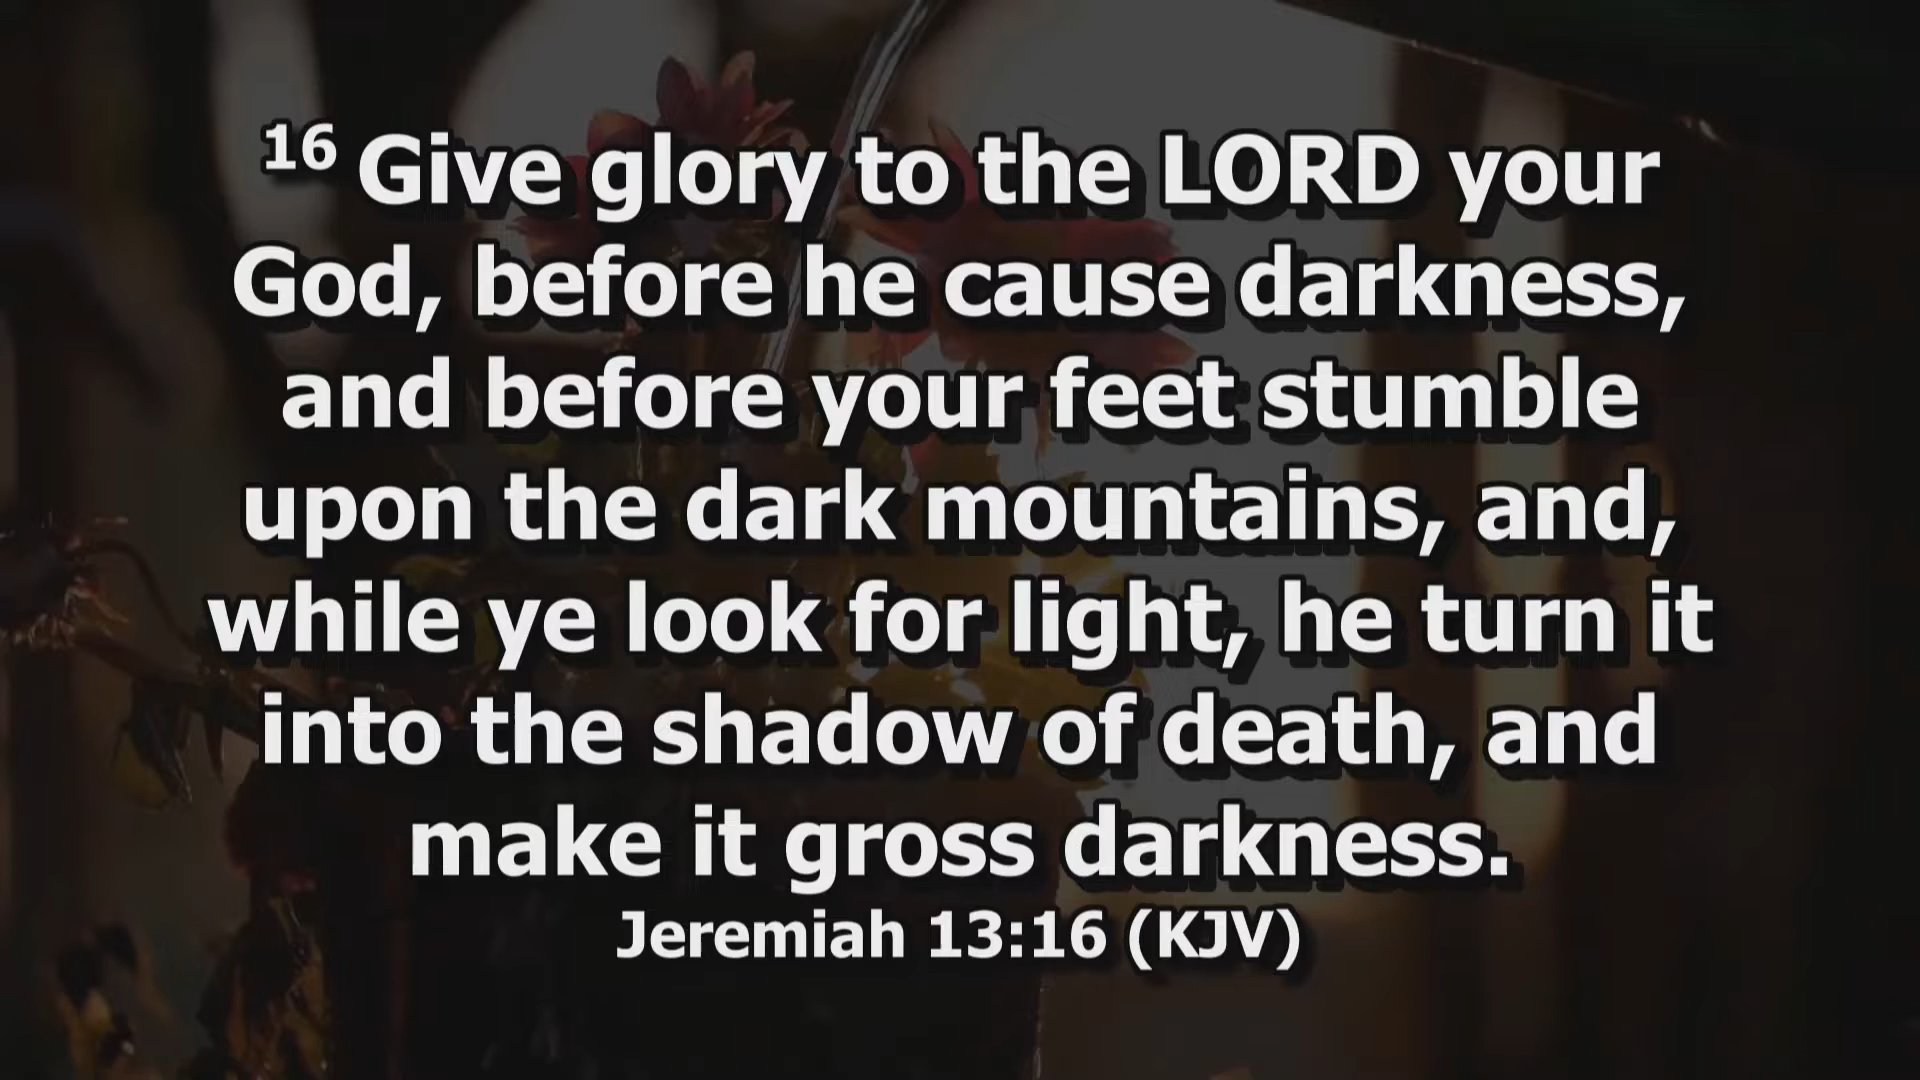 16 Give glory to the LORD your
God, before he cause darkness,
and before your feet stumble
upon the dark mountains, and,
while ye look for light, he turn it
into the shadow of death, and
make it gross darkness.
Jeremiah 13:16 (KJV)